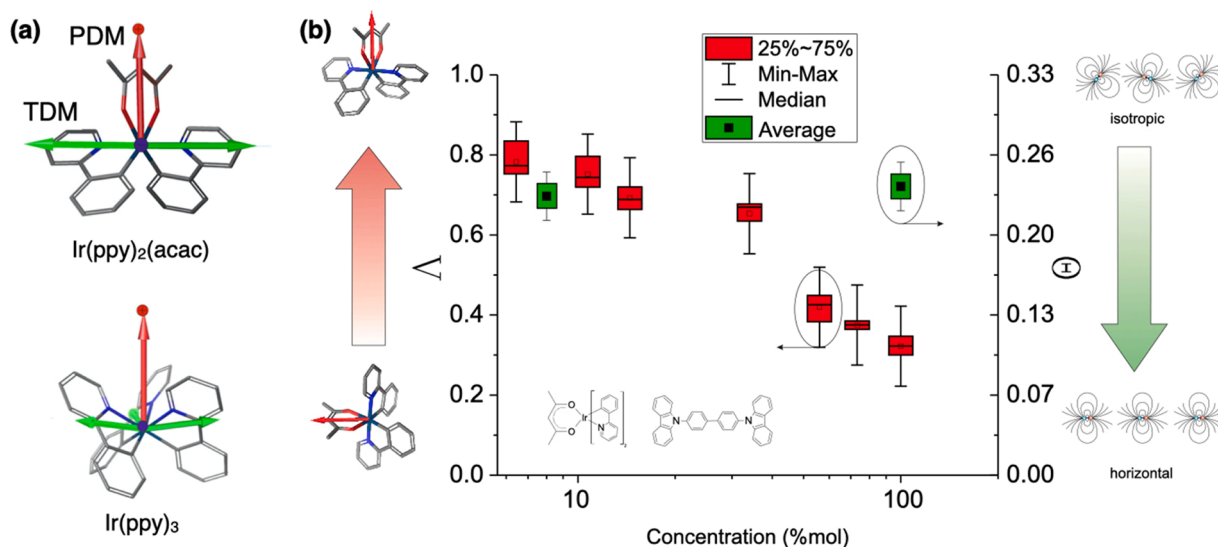 (a)
PDM
TDM
Ir(ppy)₂(acac)
Ir(ppy)₃
(b)
25%~75%
Min-Max
Median
Average
1.0
0.8
0.6
0.4
0.2
0.0
Λ
10
100
Concentration (%mol)
0.33
0.26
0.20
0.13
0.07
0.00
Θ
O
O
Ir
N
N
N
isotropic
horizontal